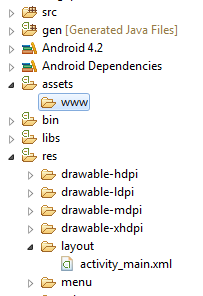 src
gen [Generated Java Files]
Android 4.2
Android Dependencies
assets
www
bin
libs
res
drawable-hdpi
drawable-ldpi
drawable-mdpi
drawable-xhdpi
layout
activity_main.xml
menu